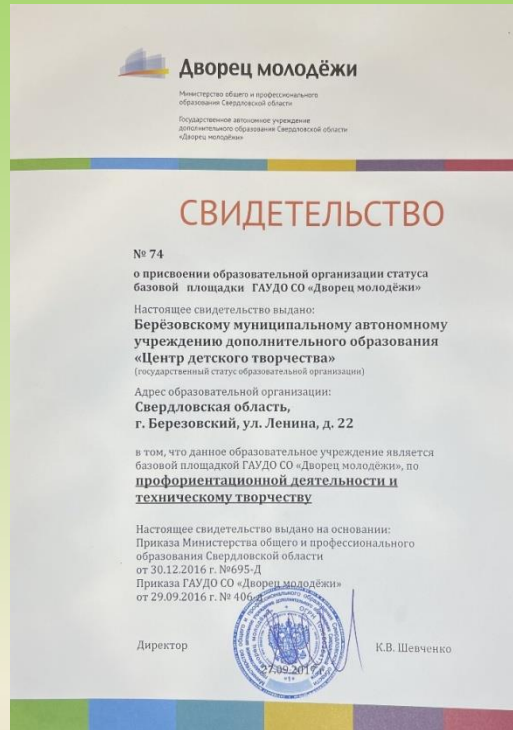 Дворец молодёжи
Министерство общего и профессионального
образования Свердловской области
Государственное автономное учреждение
дополнительного образования Свердловской области
«Дворец молодёжи»
СВИДЕТЕЛЬСТВО
№ 74
о присвоении образовательной организации статуса
базовой площадки ГАУДО СО «Дворец молодёжи»
Настоящее свидетельство выдано:
Берёзовскому муниципальному автономному
учреждению дополнительного образования
«Центр детского творчества»
(государственный статус образовательной организации)
Адрес образовательной организации:
Свердловская область,
г. Березовский, ул. Ленина, д. 22
в том, что данное образовательное учреждение является
базовой площадкой ГАУДО СО «Дворец молодёжи», по
профориентационной деятельности и
техническому творчеству
Настоящее свидетельство выдано на основании:
Приказа Министерства общего и профессионального
образования Свердловской области
от 30.12.2016 г. №695-Д
Приказа ГАУДО СО «Дворец молодёжи»
от 29.09.2016 г. № 406-д
Директор
К.В. Шевченко
27.09.2017 г.